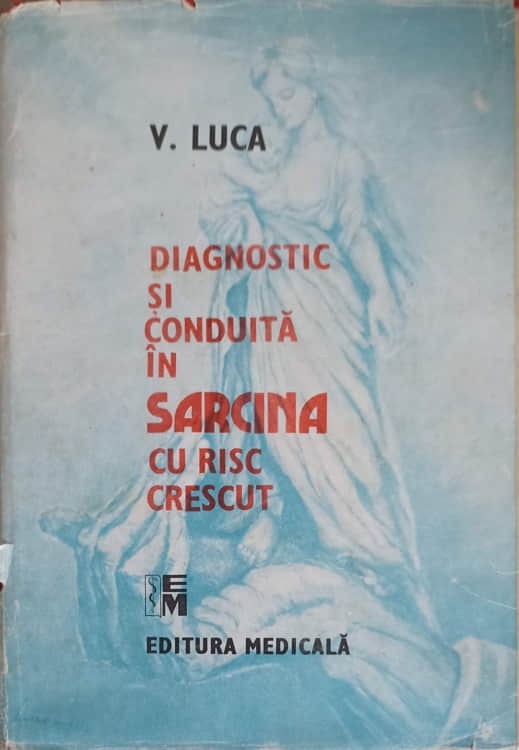 V. LUCA
DIAGNOSTIC
ȘI
CONDUITĂ
ÎN
SARCINA
CU RISC
CRESCUT
EM
EDITURA MEDICALĂ